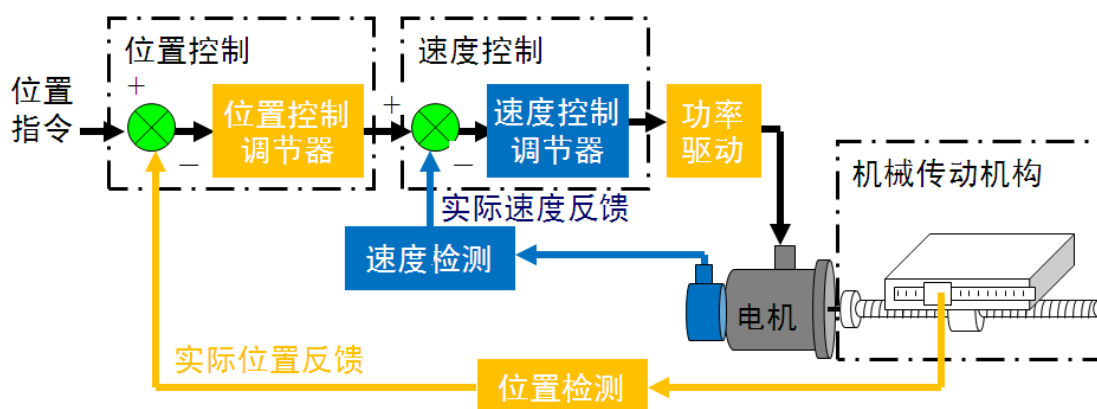 位置控制
速度控制
位置
指令
+
−
位置控制
调节器
+
−
速度控制
调节器
功率
驱动
机械传动机构
实际速度反馈
速度检测
电机
实际位置反馈
位置检测